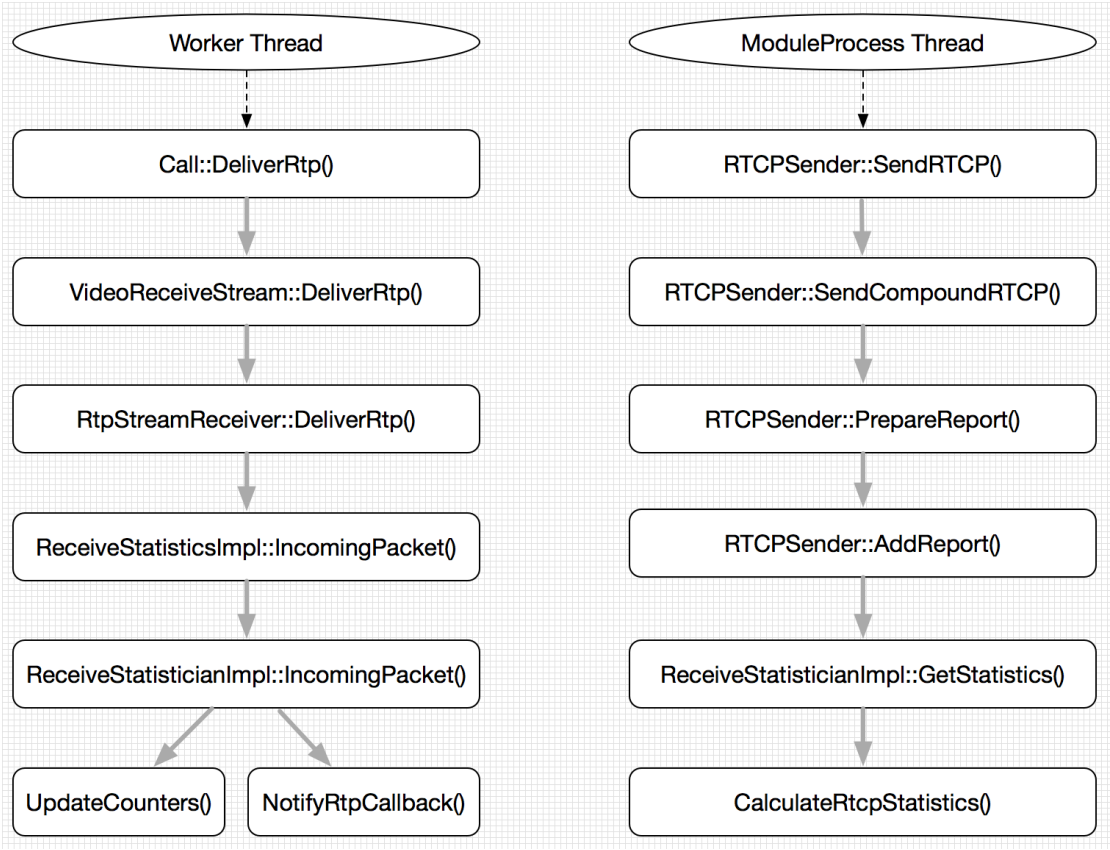 Worker Thread
Call::DeliverRtp()
VideoReceiveStream::DeliverRtp()
RtpStreamReceiver::DeliverRtp()
ReceiveStatisticsImpl::IncomingPacket()
ReceiveStatisticianImpl::IncomingPacket()
UpdateCounters()
NotifyRtpCallback()
ModuleProcess Thread
RTCPSender::SendRTCP()
RTCPSender::SendCompoundRTCP()
RTCPSender::PrepareReport()
RTCPSender::AddReport()
ReceiveStatisticianImpl::GetStatistics()
CalculateRtcpStatistics()